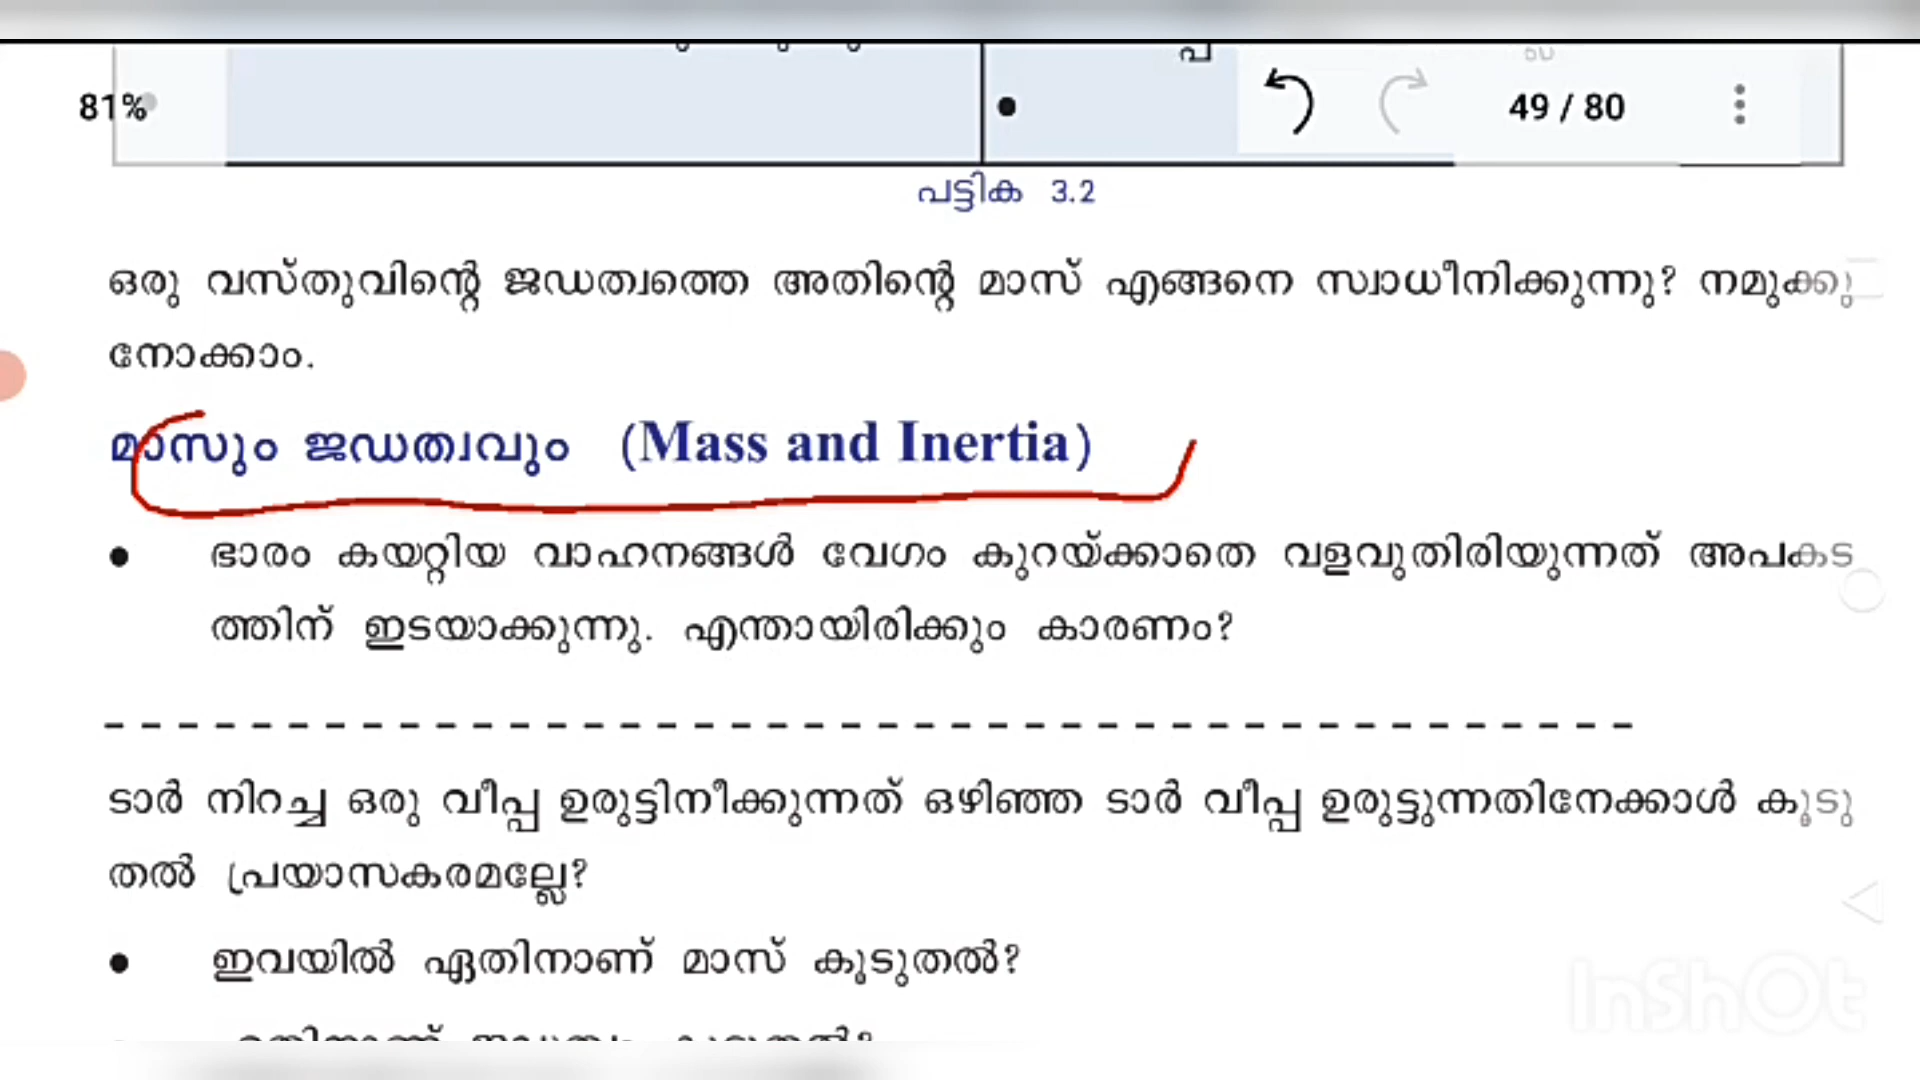 81%
49 / 80
പട്ടിക 3.2
ഒരു വസ്തുവിന്റെ ജഡത്വത്തെ അതിന്റെ മാസ് എങ്ങനെ സ്വാധീനിക്കുന്നു? നമുക്കു
നോക്കാം.
മാസും ജഡത്വവും (Mass and Inertia)
• ഭാരം കയറ്റിയ വാഹനങ്ങൾ വേഗം കുറയ്ക്കാതെ വളവുതിരിയുന്നത് അപകട
ത്തിന് ഇടയാക്കുന്നു. എന്തായിരിക്കും കാരണം?
ടാർ നിറച്ച ഒരു വീപ്പ ഉരുട്ടിനീക്കുന്നത് ഒഴിഞ്ഞ ടാർ വീപ്പ ഉരുട്ടുന്നതിനേക്കാൾ കൂടു
തൽ പ്രയാസകരമല്ലേ?
• ഇവയിൽ ഏതിനാണ് മാസ് കൂടുതൽ?
InShOt